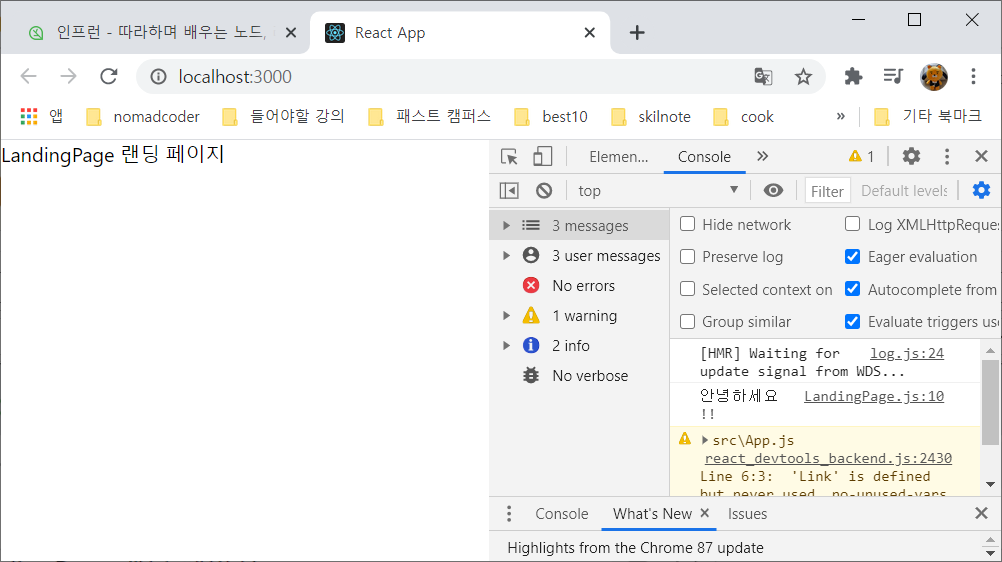 인프런 - 따라하며 배우는 노드,
React App
localhost:3000
앱
nomadcoder
들어야할 강의
패스트 캠퍼스
best10
skilnote
cook
»
기타 북마크
LandingPage 랜딩 페이지
Elemen...
Console
»
1
top
Filter
Default levels
3 messages
3 user messages
No errors
1 warning
2 info
No verbose
Hide network
Log XMLHttpReque
Preserve log
Eager evaluation
Selected context on
Autocomplete from
Group similar
Evaluate triggers us
[HMR] Waiting for
log.js:24
update signal from WDS...
안녕하세요
LandingPage.js:10
!!
src\App.js
react_devtools_backend.js:2430
Line 6:3:  'Link' is defined
but never used  no-unused-vars
Console
What's New
Issues
Highlights from the Chrome 87 update